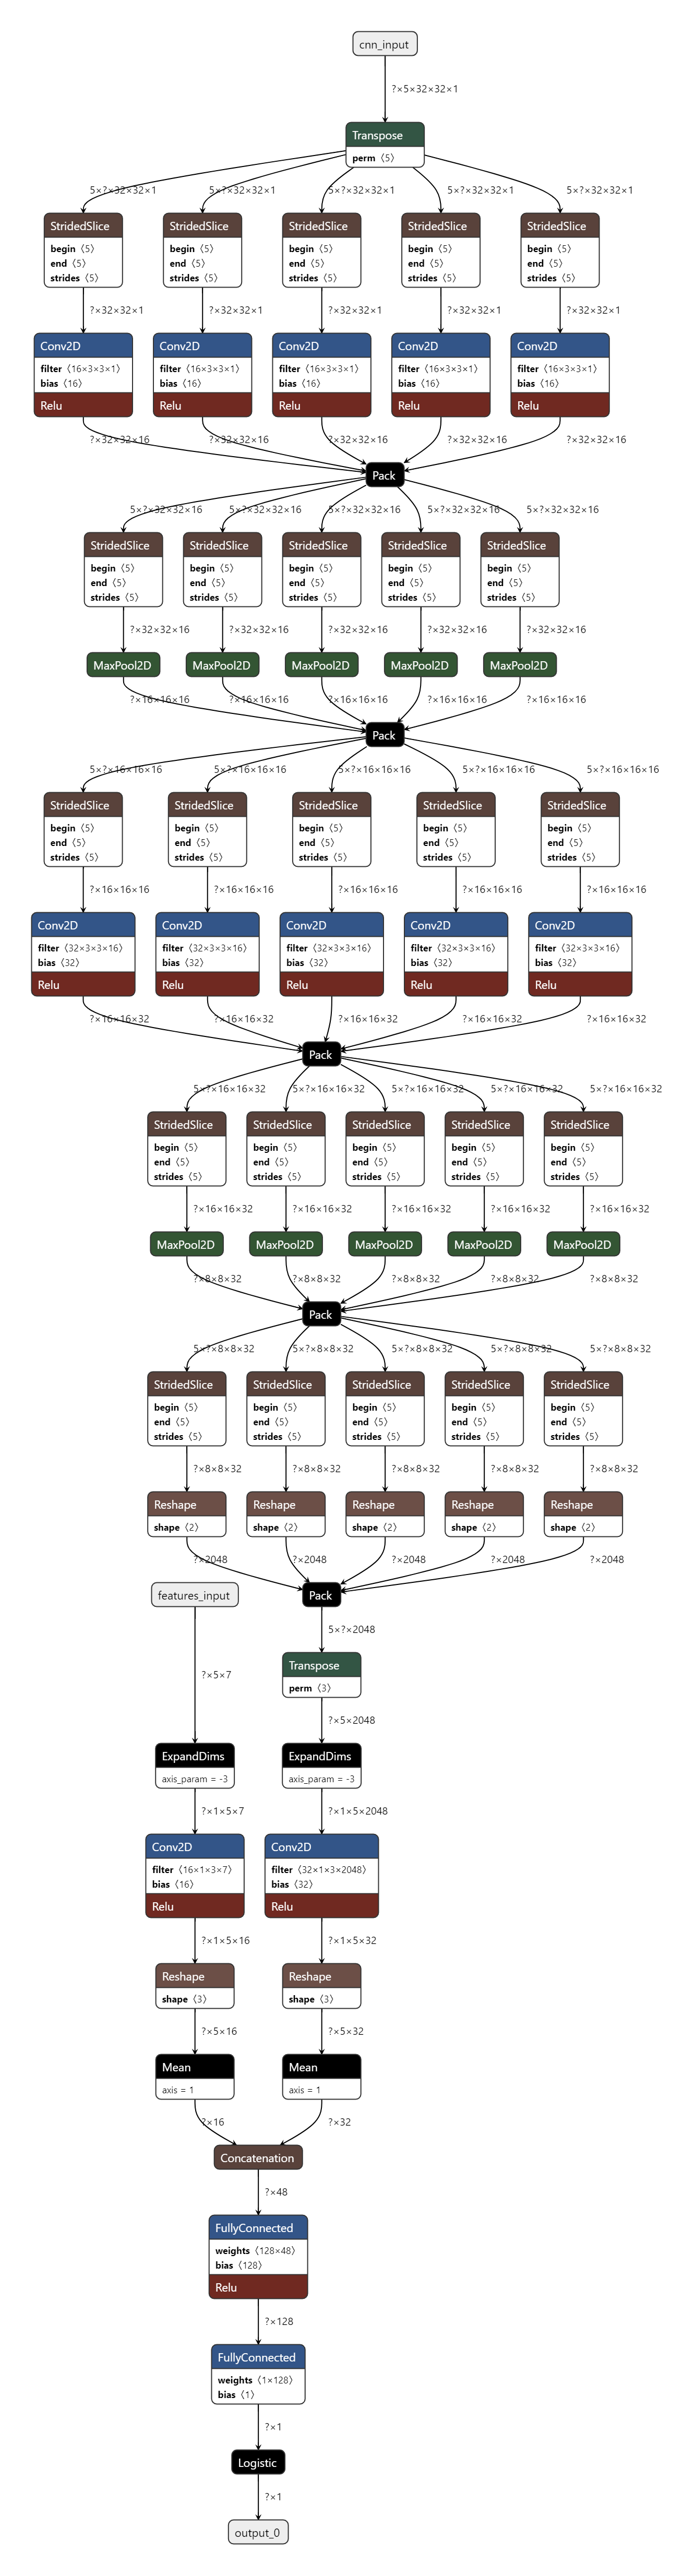 cnn_input
?×5×32×32×1
Transpose
perm 〈5〉
5×?×32×32×1 5×?×32×32×1 5×?×32×32×1 5×?×32×32×1 5×?×32×32×1
StridedSlice StridedSlice StridedSlice StridedSlice StridedSlice
begin 〈5〉 begin 〈5〉 begin 〈5〉 begin 〈5〉 begin 〈5〉
end 〈5〉 end 〈5〉 end 〈5〉 end 〈5〉 end 〈5〉
strides 〈5〉 strides 〈5〉 strides 〈5〉 strides 〈5〉 strides 〈5〉
?×32×32×1 ?×32×32×1 ?×32×32×1 ?×32×32×1 ?×32×32×1
Conv2D Conv2D Conv2D Conv2D Conv2D
filter 〈16×3×3×1〉 filter 〈16×3×3×1〉 filter 〈16×3×3×1〉 filter 〈16×3×3×1〉 filter 〈16×3×3×1〉
bias 〈16〉 bias 〈16〉 bias 〈16〉 bias 〈16〉 bias 〈16〉
Relu Relu Relu Relu Relu
?×32×32×16 ?×32×32×16 ?×32×32×16 ?×32×32×16 ?×32×32×16
Pack
5×?×32×32×16 5×?×32×32×16 5×?×32×32×16 5×?×32×32×16 5×?×32×32×16
StridedSlice StridedSlice StridedSlice StridedSlice StridedSlice
begin 〈5〉 begin 〈5〉 begin 〈5〉 begin 〈5〉 begin 〈5〉
end 〈5〉 end 〈5〉 end 〈5〉 end 〈5〉 end 〈5〉
strides 〈5〉 strides 〈5〉 strides 〈5〉 strides 〈5〉 strides 〈5〉
?×32×32×16 ?×32×32×16 ?×32×32×16 ?×32×32×16 ?×32×32×16
MaxPool2D MaxPool2D MaxPool2D MaxPool2D MaxPool2D
?×16×16×16 ?×16×16×16 ?×16×16×16 ?×16×16×16 ?×16×16×16
Pack
5×?×16×16×16 5×?×16×16×16 5×?×16×16×16 5×?×16×16×16 5×?×16×16×16
StridedSlice StridedSlice StridedSlice StridedSlice StridedSlice
begin 〈5〉 begin 〈5〉 begin 〈5〉 begin 〈5〉 begin 〈5〉
end 〈5〉 end 〈5〉 end 〈5〉 end 〈5〉 end 〈5〉
strides 〈5〉 strides 〈5〉 strides 〈5〉 strides 〈5〉 strides 〈5〉
?×16×16×16 ?×16×16×16 ?×16×16×16 ?×16×16×16 ?×16×16×16
Conv2D Conv2D Conv2D Conv2D Conv2D
filter 〈32×3×3×16〉 filter 〈32×3×3×16〉 filter 〈32×3×3×16〉 filter 〈32×3×3×16〉 filter 〈32×3×3×16〉
bias 〈32〉 bias 〈32〉 bias 〈32〉 bias 〈32〉 bias 〈32〉
Relu Relu Relu Relu Relu
?×16×16×32 ?×16×16×32 ?×16×16×32 ?×16×16×32 ?×16×16×32
Pack
5×?×16×16×32 5×?×16×16×32 5×?×16×16×32 5×?×16×16×32 5×?×16×16×32
StridedSlice StridedSlice StridedSlice StridedSlice StridedSlice
begin 〈5〉 begin 〈5〉 begin 〈5〉 begin 〈5〉 begin 〈5〉
end 〈5〉 end 〈5〉 end 〈5〉 end 〈5〉 end 〈5〉
strides 〈5〉 strides 〈5〉 strides 〈5〉 strides 〈5〉 strides 〈5〉
?×16×16×32 ?×16×16×32 ?×16×16×32 ?×16×16×32 ?×16×16×32
MaxPool2D MaxPool2D MaxPool2D MaxPool2D MaxPool2D
?×8×8×32 ?×8×8×32 ?×8×8×32 ?×8×8×32 ?×8×8×32
Pack
5×?×8×8×32 5×?×8×8×32 5×?×8×8×32 5×?×8×8×32 5×?×8×8×32
StridedSlice StridedSlice StridedSlice StridedSlice StridedSlice
begin 〈5〉 begin 〈5〉 begin 〈5〉 begin 〈5〉 begin 〈5〉
end 〈5〉 end 〈5〉 end 〈5〉 end 〈5〉 end 〈5〉
strides 〈5〉 strides 〈5〉 strides 〈5〉 strides 〈5〉 strides 〈5〉
?×8×8×32 ?×8×8×32 ?×8×8×32 ?×8×8×32 ?×8×8×32
Reshape Reshape Reshape Reshape Reshape
shape 〈2〉 shape 〈2〉 shape 〈2〉 shape 〈2〉 shape 〈2〉
?×2048 ?×2048 ?×2048 ?×2048 ?×2048
features_input Pack
5×?×2048
Transpose
perm 〈3〉
?×5×7 ?×5×2048
ExpandDims ExpandDims
axis_param = -3 axis_param = -3
?×1×5×7 ?×1×5×2048
Conv2D Conv2D
filter 〈16×1×3×7〉 filter 〈32×1×3×2048〉
bias 〈16〉 bias 〈32〉
Relu Relu
?×1×5×16 ?×1×5×32
Reshape Reshape
shape 〈3〉 shape 〈3〉
?×5×16 ?×5×32
Mean Mean
axis = 1 axis = 1
?×16 ?×32
Concatenation
?×48
FullyConnected
weights 〈128×48〉
bias 〈128〉
Relu
?×128
FullyConnected
weights 〈1×128〉
bias 〈1〉
?×1
Logistic
?×1
output_0